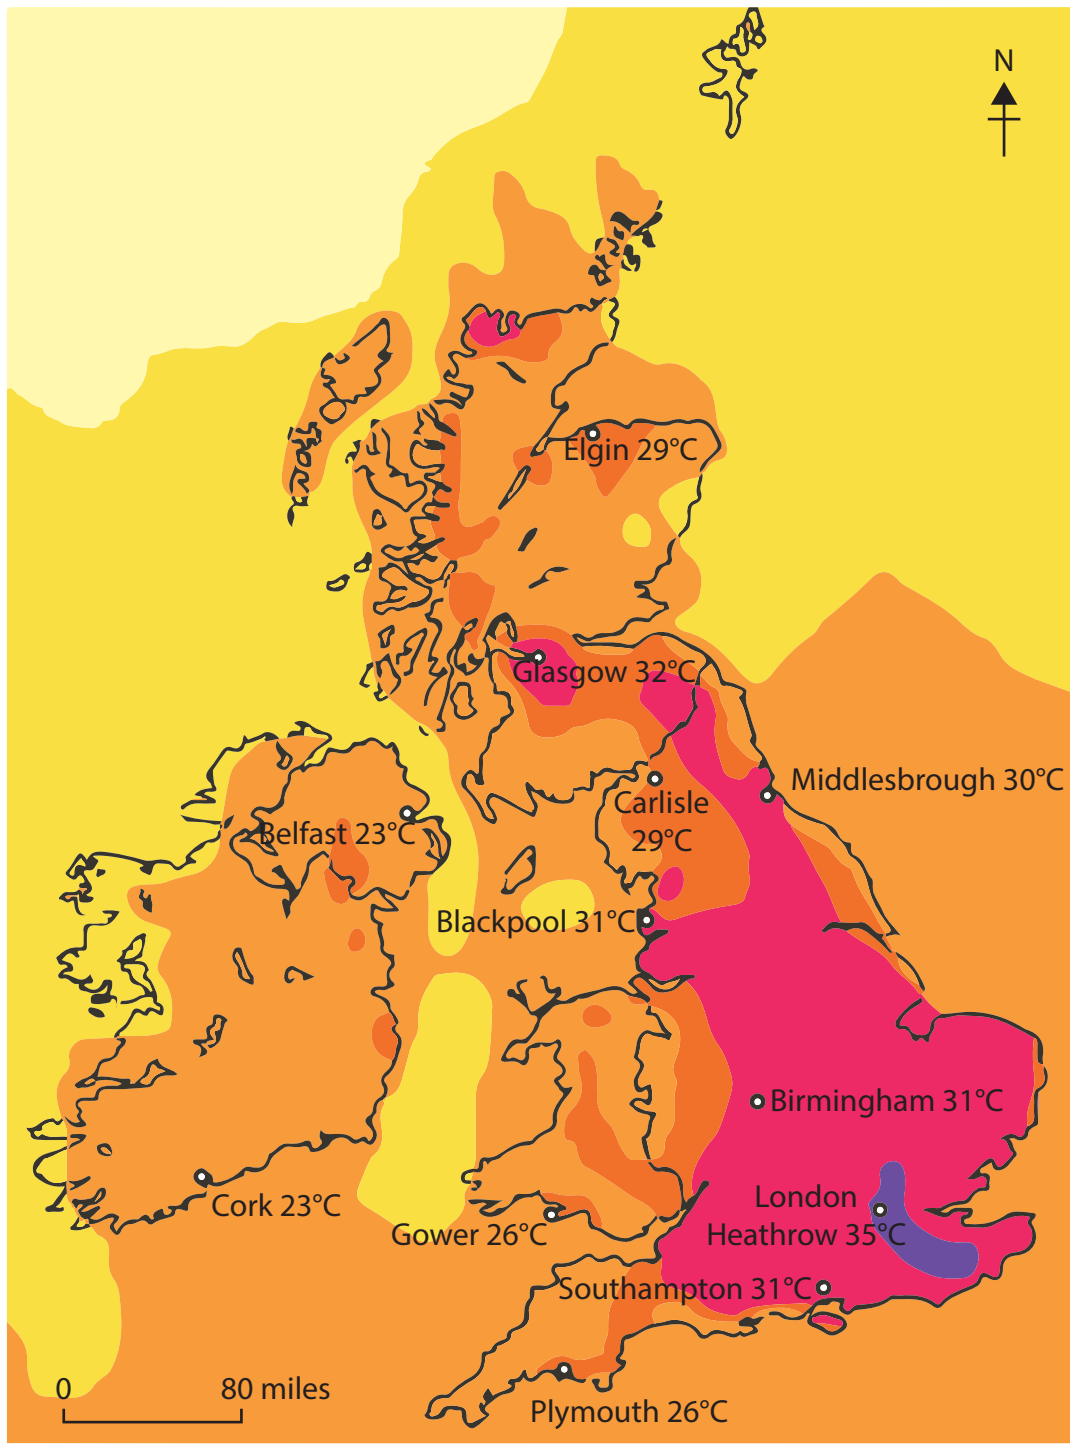 N
Elgin 29°C
Glasgow 32°C
Middlesbrough 30°C
Carlisle
29°C
Belfast 23°C
Blackpool 31°C
Birmingham 31°C
London
Heathrow 35°C
Cork 23°C
Gower 26°C
Southampton 31°C
0 80 miles
Plymouth 26°C